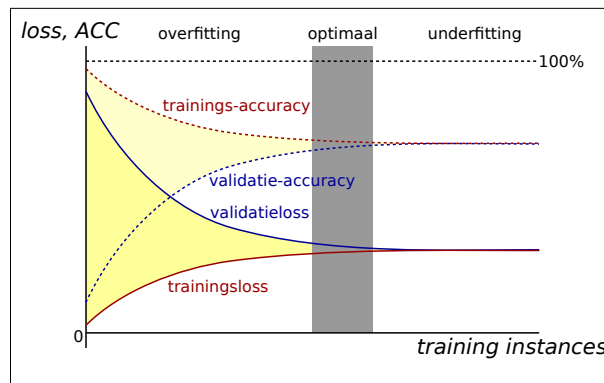 loss, ACC
overfitting optimaal underfitting
100%
trainings-accuracy
validatie-accuracy
validatieloss
trainingsloss
0
training instances